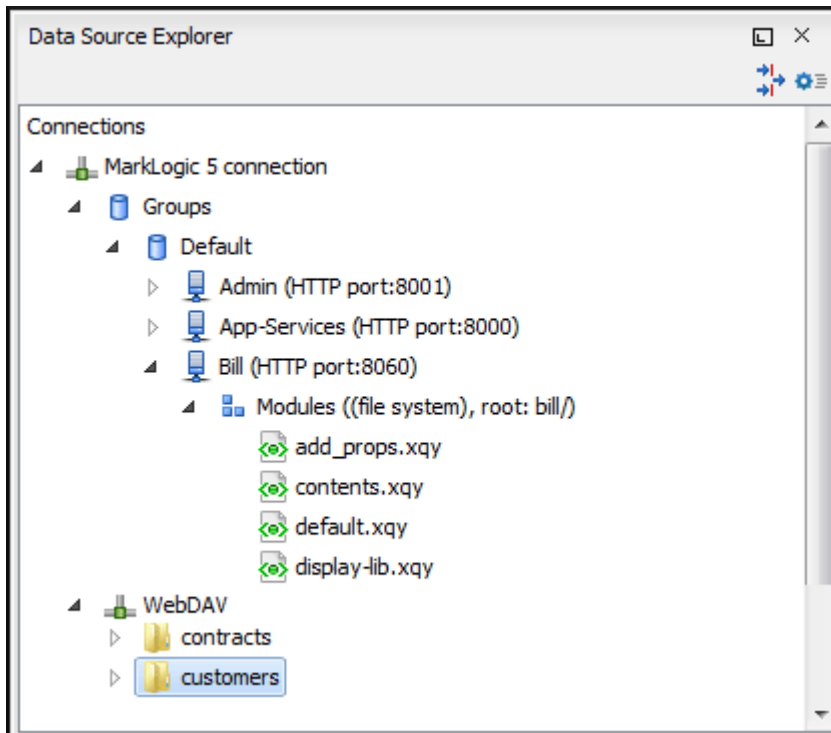 Data Source Explorer
Connections
MarkLogic 5 connection
Groups
Default
Admin (HTTP port:8001)
App-Services (HTTP port:8000)
Bill (HTTP port:8060)
Modules ((file system), root: bill/)
add_props.xqy
contents.xqy
default.xqy
display-lib.xqy
WebDAV
contracts
customers